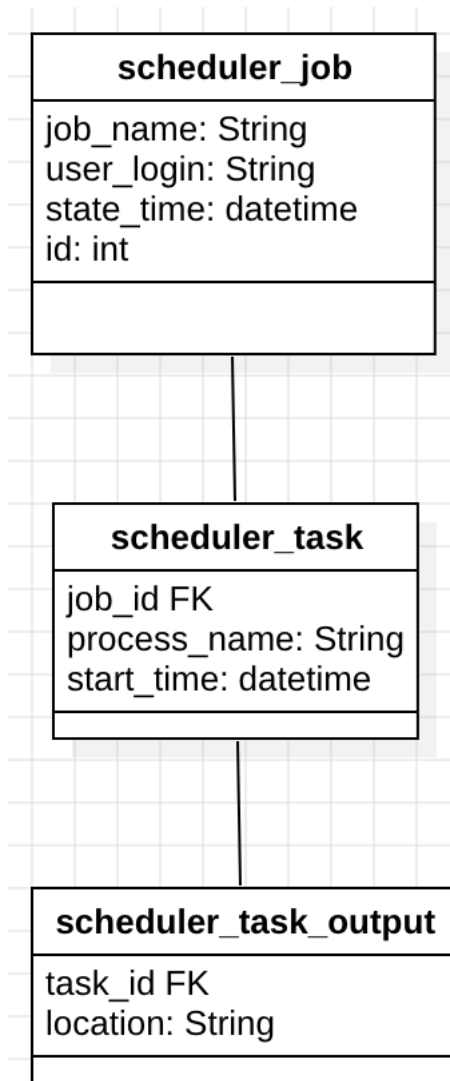 scheduler_job
job_name: String
user_login: String
state_time: datetime
id: int
scheduler_task
job_id FK
process_name: String
start_time: datetime
scheduler_task_output
task_id FK
location: String